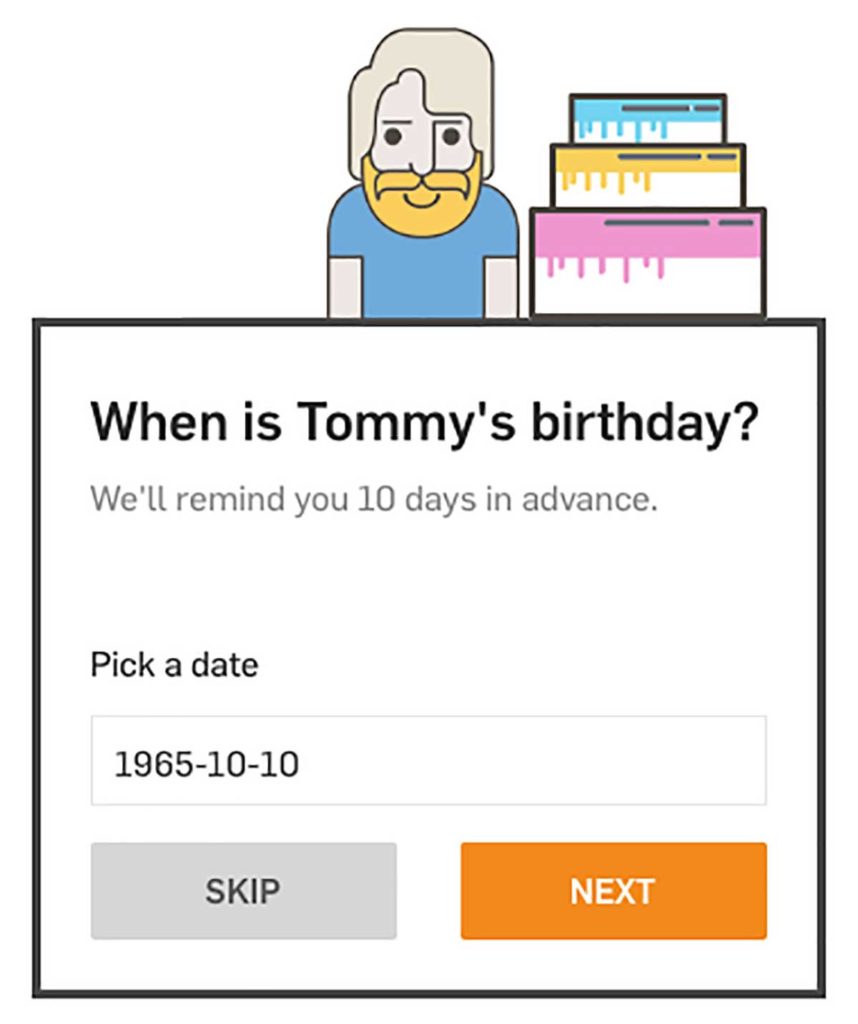 When is Tommy's birthday?
We'll remind you 10 days in advance.
Pick a date
1965-10-10
SKIP
NEXT